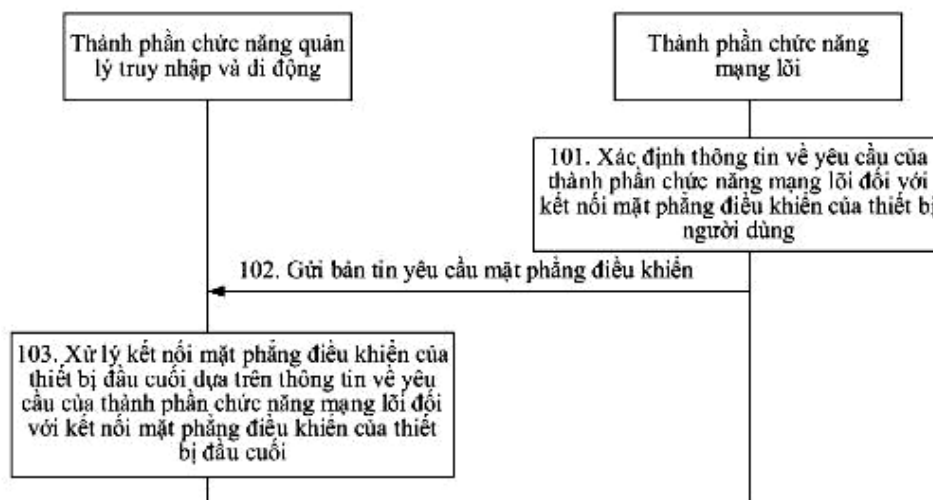 Thành phần chức năng quản
lý truy nhập và di động
Thành phần chức năng
mạng lõi
101. Xác định thông tin về yêu cầu của
thành phần chức năng mạng lõi đối với
kết nối mặt phẳng điều khiển của thiết bị
người dùng
102. Gửi bản tin yêu cầu mặt phẳng điều khiển
103. Xử lý kết nối mặt phẳng điều khiển của
thiết bị đầu cuối dựa trên thông tin về yêu
cầu của thành phần chức năng mạng lõi đối
với kết nối mặt phẳng điều khiển của thiết
bị đầu cuối